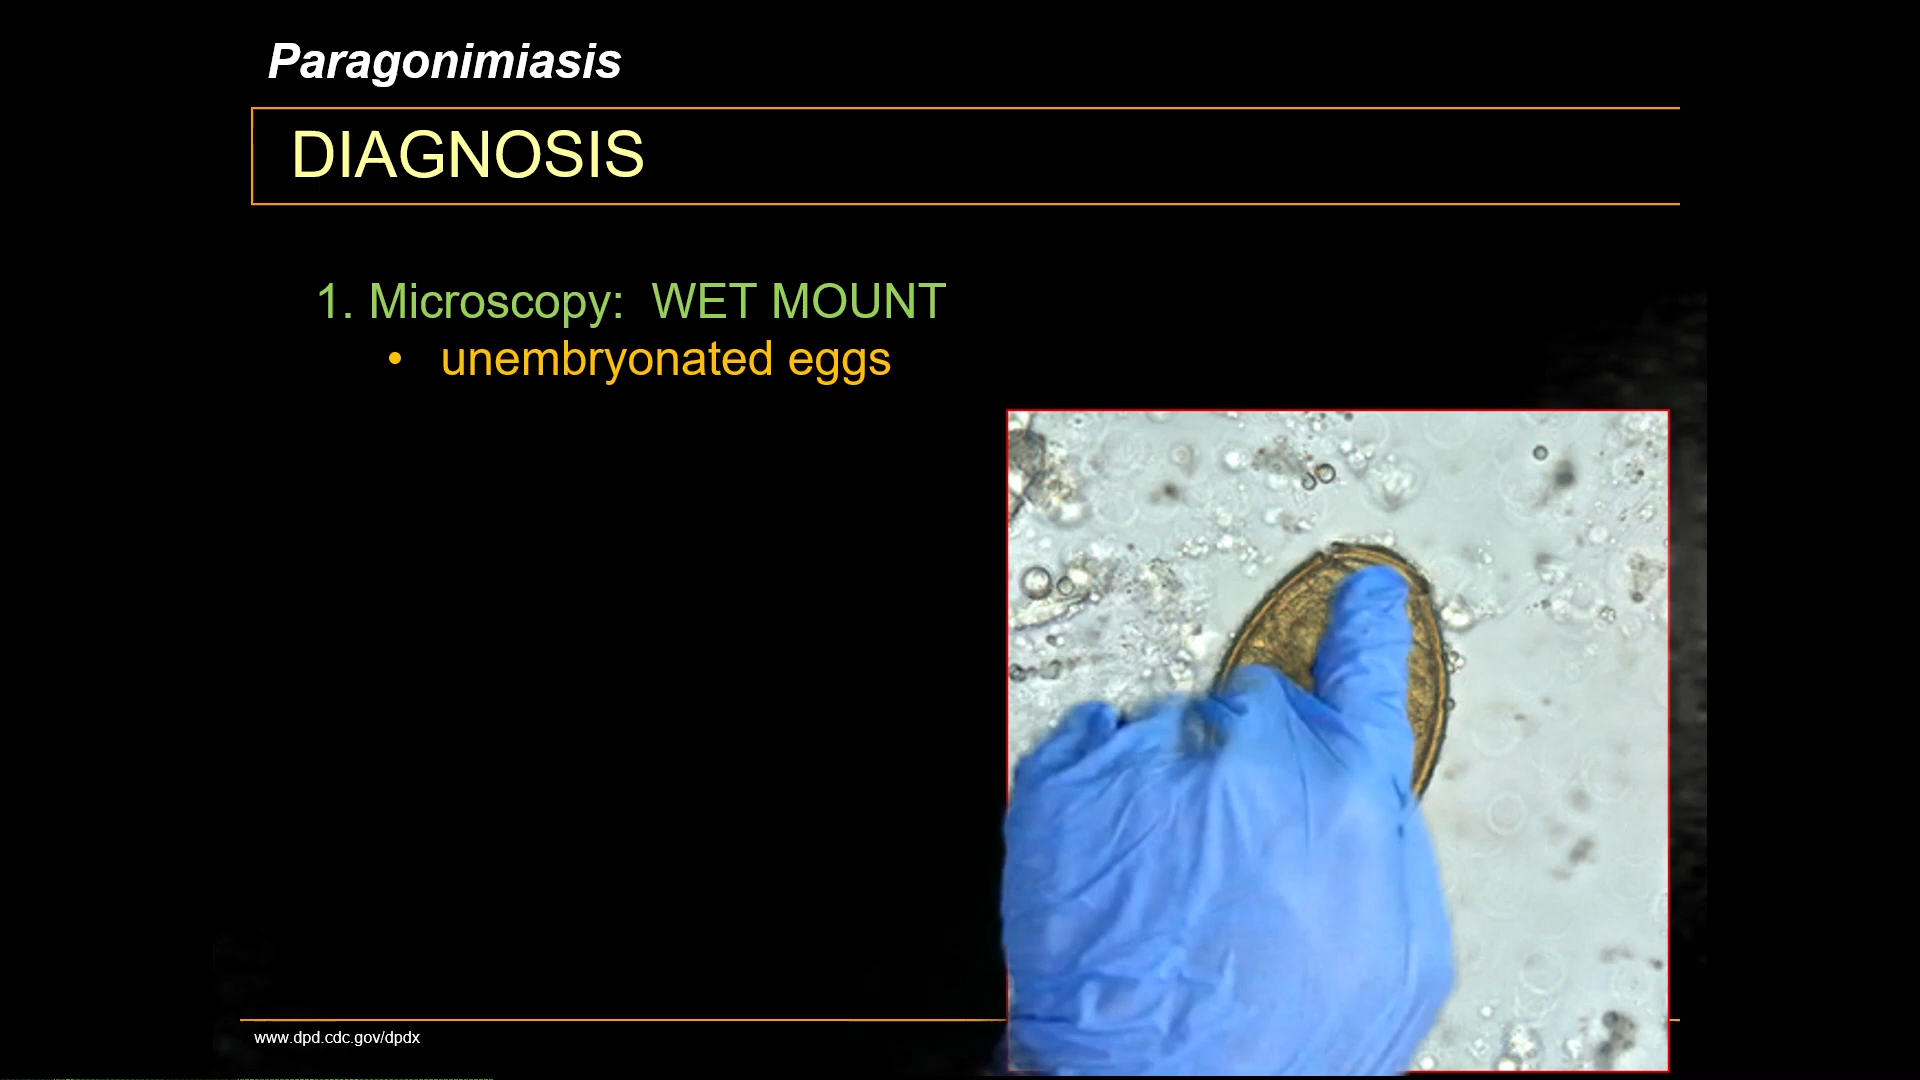 Paragonimiasis
DIAGNOSIS
1. Microscopy: WET MOUNT
• unembryonated eggs
www.dpd.cdc.gov/dpdx